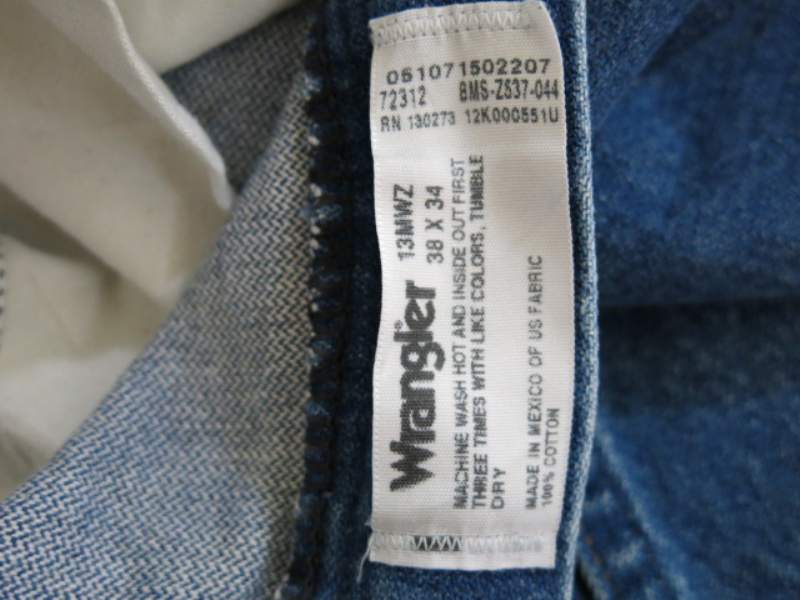 051071502207
72312 8MS-Z537-044
RN 130273 12K000551U
Wrangler® 13MWZ
38 X 34
MACHINE WASH HOT AND INSIDE OUT FIRST
THREE TIMES WITH LIKE COLORS, TUMBLE
DRY
MADE IN MEXICO OF US FABRIC
100% COTTON